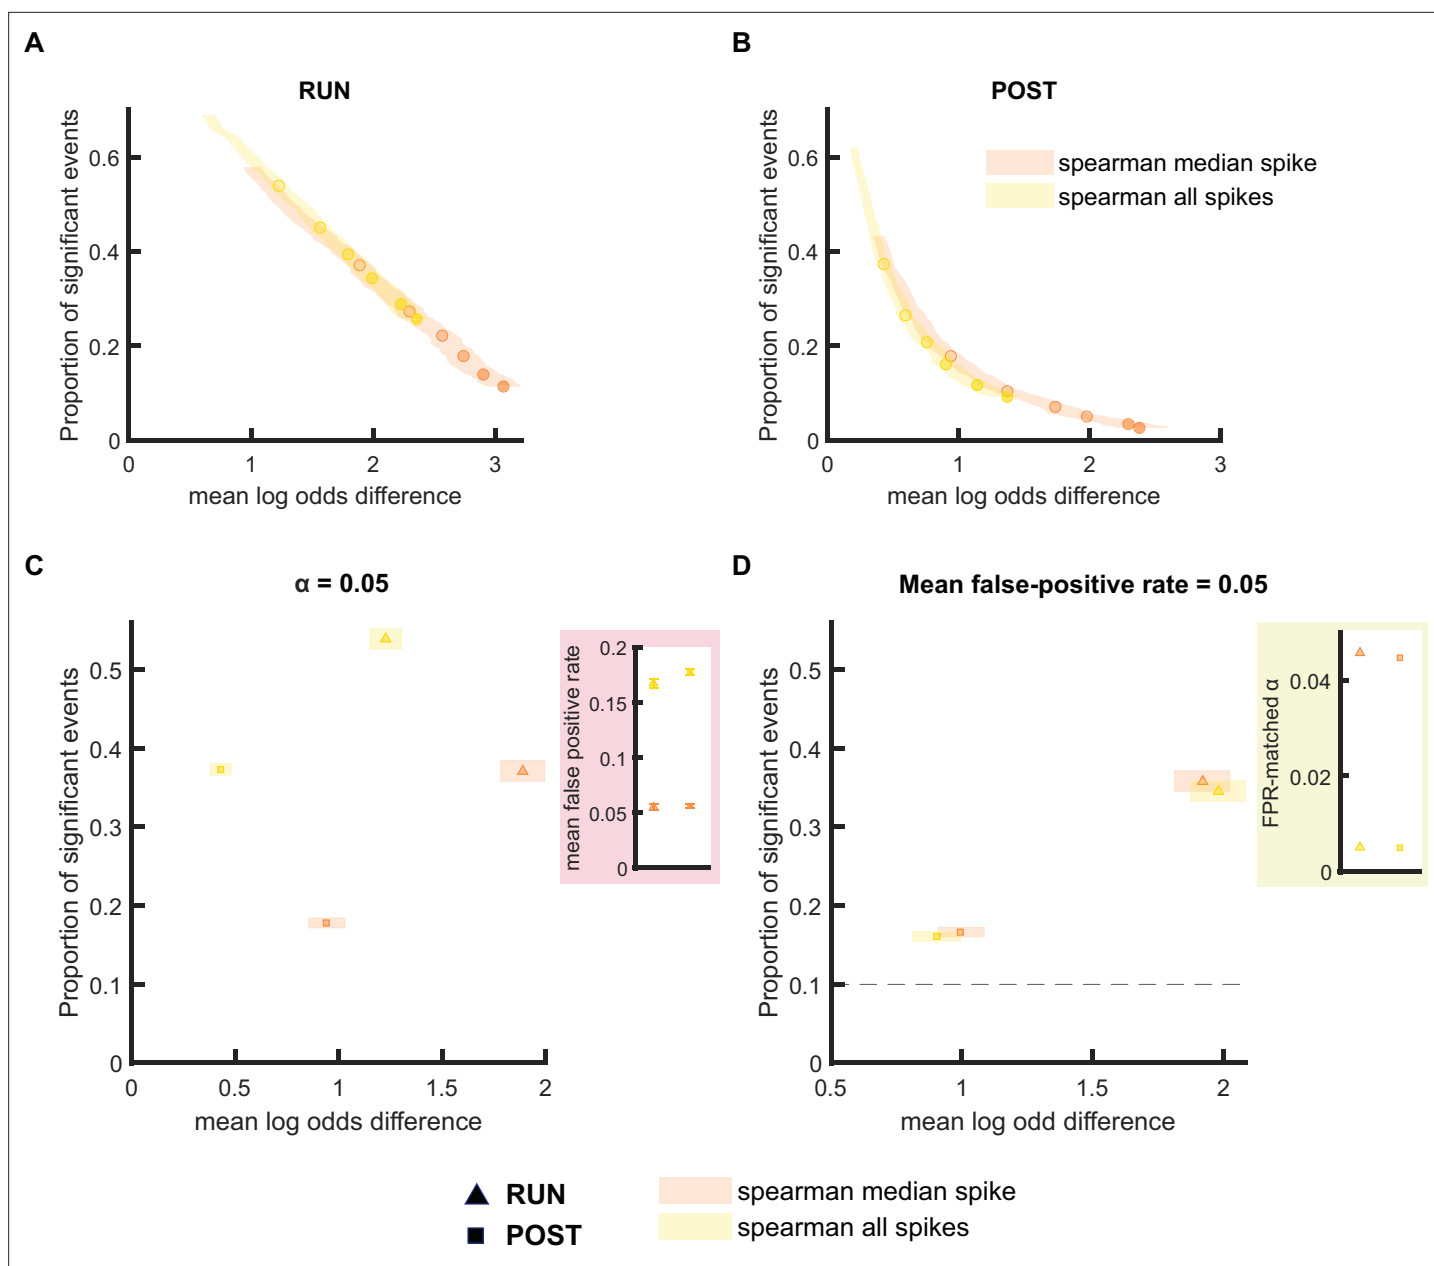 A
RUN
Proportion of significant events
0.6
0.4
0.2
0
0
1
2
3
mean log odds difference
B
POST
Proportion of significant events
0.6
0.4
0.2
0
0
1
2
3
mean log odds difference
spearman median spike
spearman all spikes
C
α = 0.05
Proportion of significant events
0.5
0.4
0.3
0.2
0.1
0
0
0.5
1
1.5
2
mean log odds difference
mean false positive rate
0.2
0.15
0.1
0.05
0
D
Mean false-positive rate = 0.05
Proportion of significant events
0.5
0.4
0.3
0.2
0.1
0
0.5
1
1.5
2
mean log odd difference
FPR-matched α
0.04
0.02
0
RUN
POST
spearman median spike
spearman all spikes